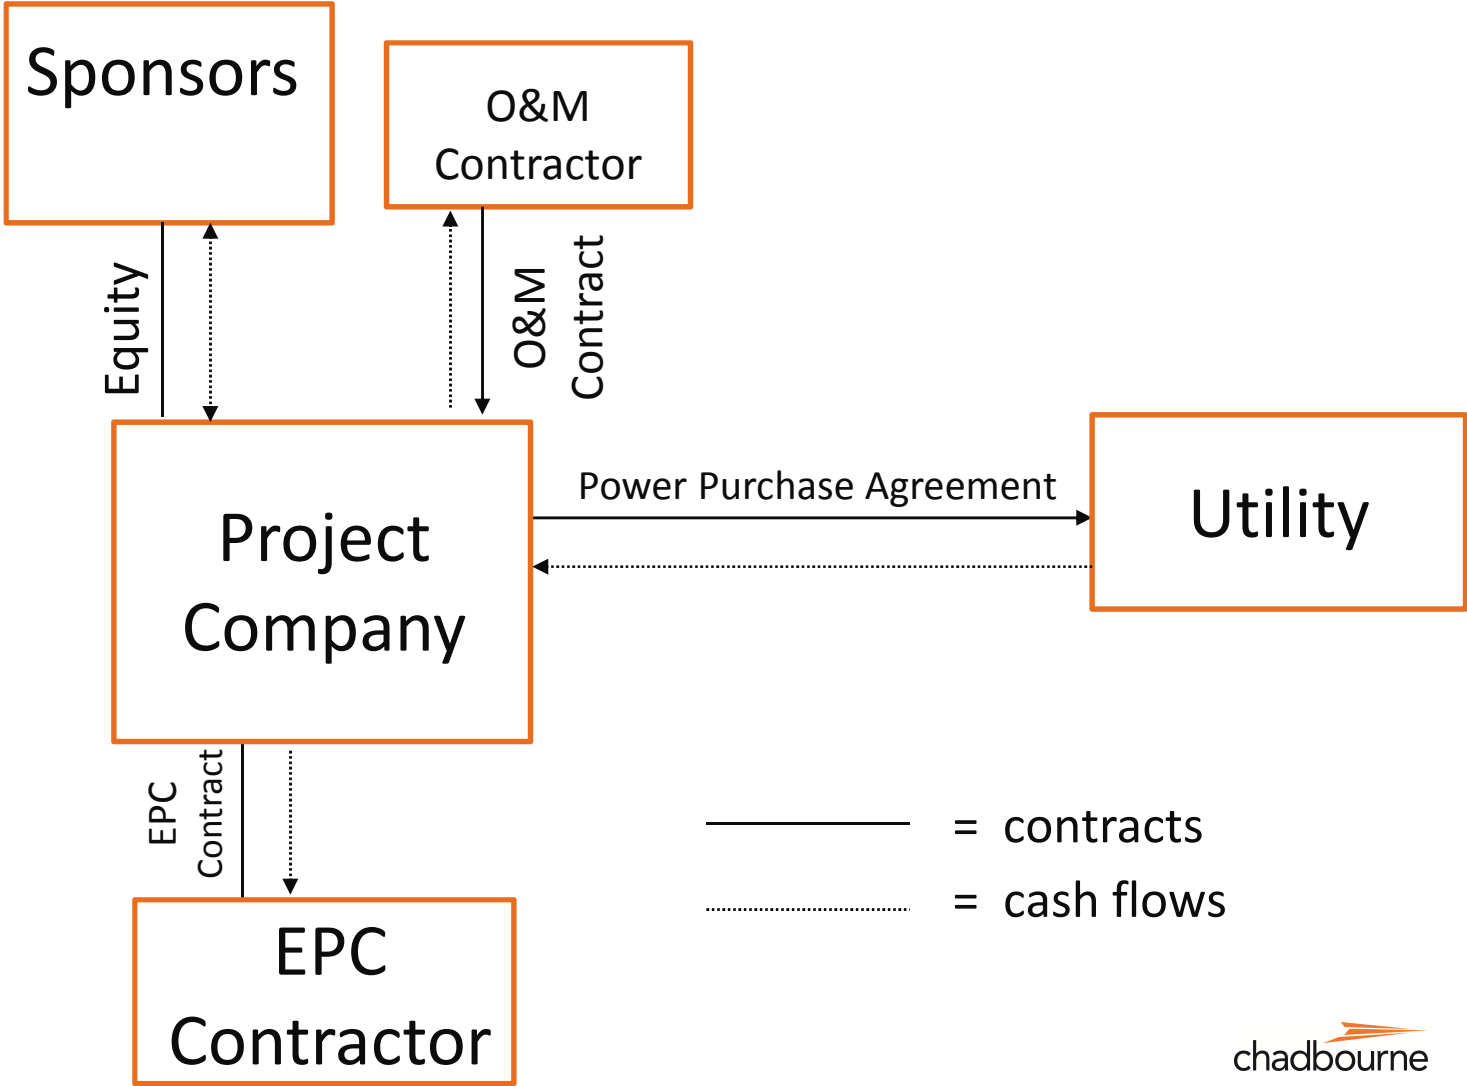 Sponsors
O&M
Contractor
Equity
O&M
Contract
Project
Company
Power Purchase Agreement
Utility
EPC
Contract
EPC
Contractor
= contracts
= cash flows
chadbourne